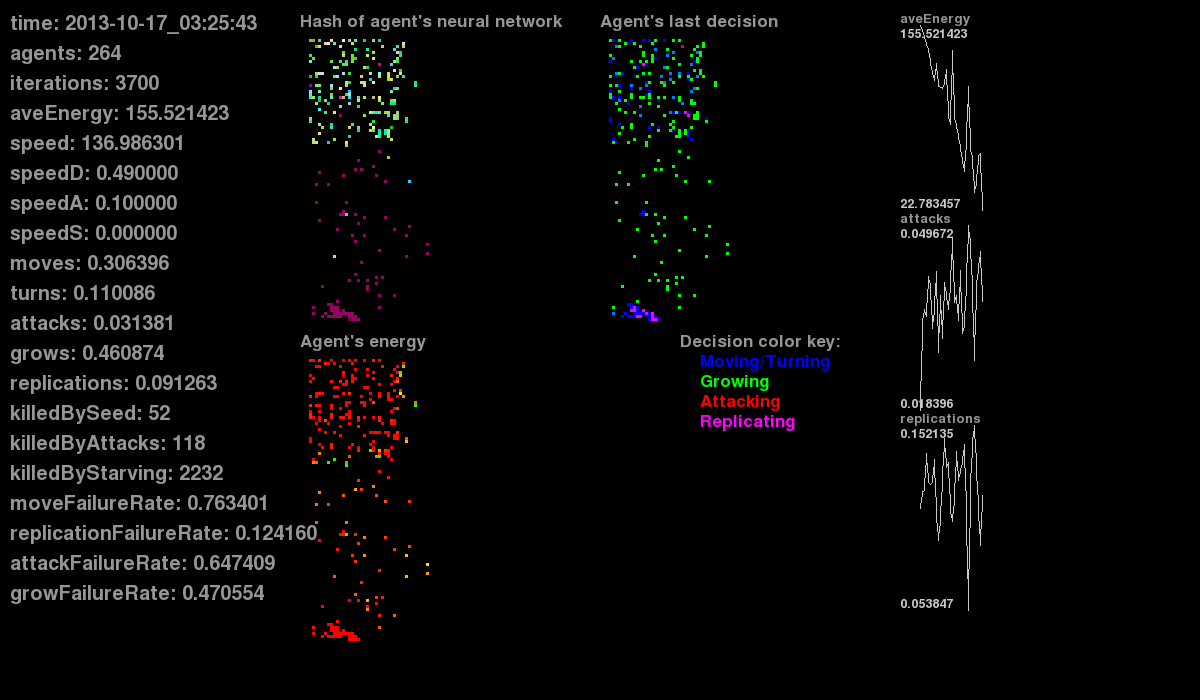 time: 2013-10-17_03:25:43
agents: 264
iterations: 3700
aveEnergy: 155.521423
speed: 136.986301
speedD: 0.490000
speedA: 0.100000
speedS: 0.000000
moves: 0.306396
turns: 0.110086
attacks: 0.031381
grows: 0.460874
replications: 0.091263
killedBySeed: 52
killedByAttacks: 118
killedByStarving: 2232
moveFailureRate: 0.763401
replicationFailureRate: 0.124160
attackFailureRate: 0.647409
growFailureRate: 0.470554
Hash of agent's neural network
Agent's last decision
Agent's energy
Decision color key:
Moving/Turning
Growing
Attacking
Replicating
aveEnergy
155.521423
22.783457
attacks
0.049672
0.018396
replications
0.152135
0.053847